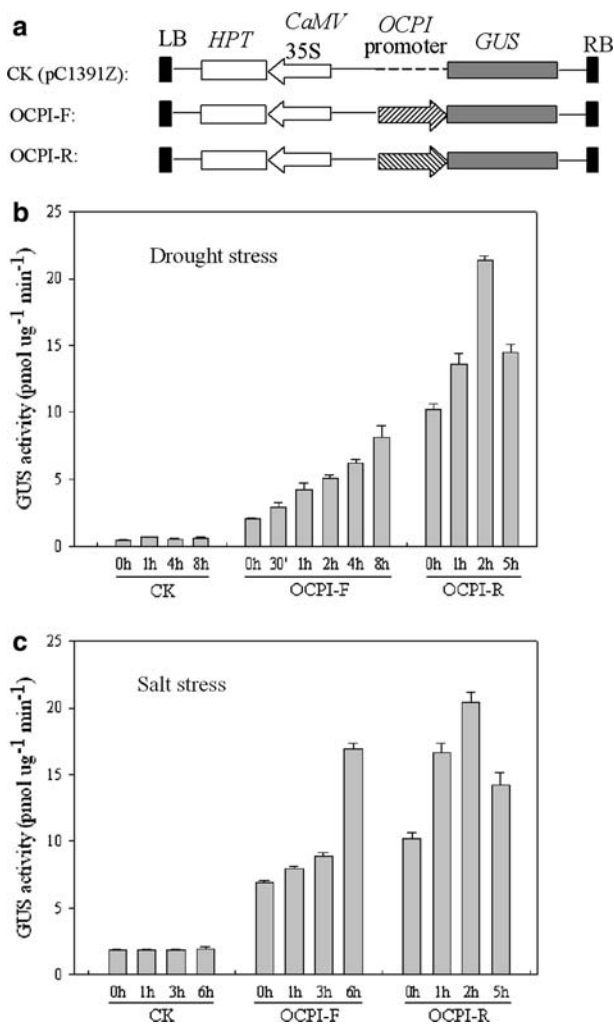 a
LB HPT CaMV 35S OCPI promoter GUS RB
CK (pC1391Z):
OCPI-F:
OCPI-R:
b
Drought stress
GUS activity (pmol ug-1 min-1)
25
20
15
10
5
0
0h 1h 4h 8h 0h 30' 1h 2h 4h 8h 0h 1h 2h 5h
CK OCPI-F OCPI-R
c
Salt stress
GUS activity (pmol ug-1 min-1)
25
20
15
10
5
0
0h 1h 3h 6h 0h 1h 3h 6h 0h 1h 2h 5h
CK OCPI-F OCPI-R